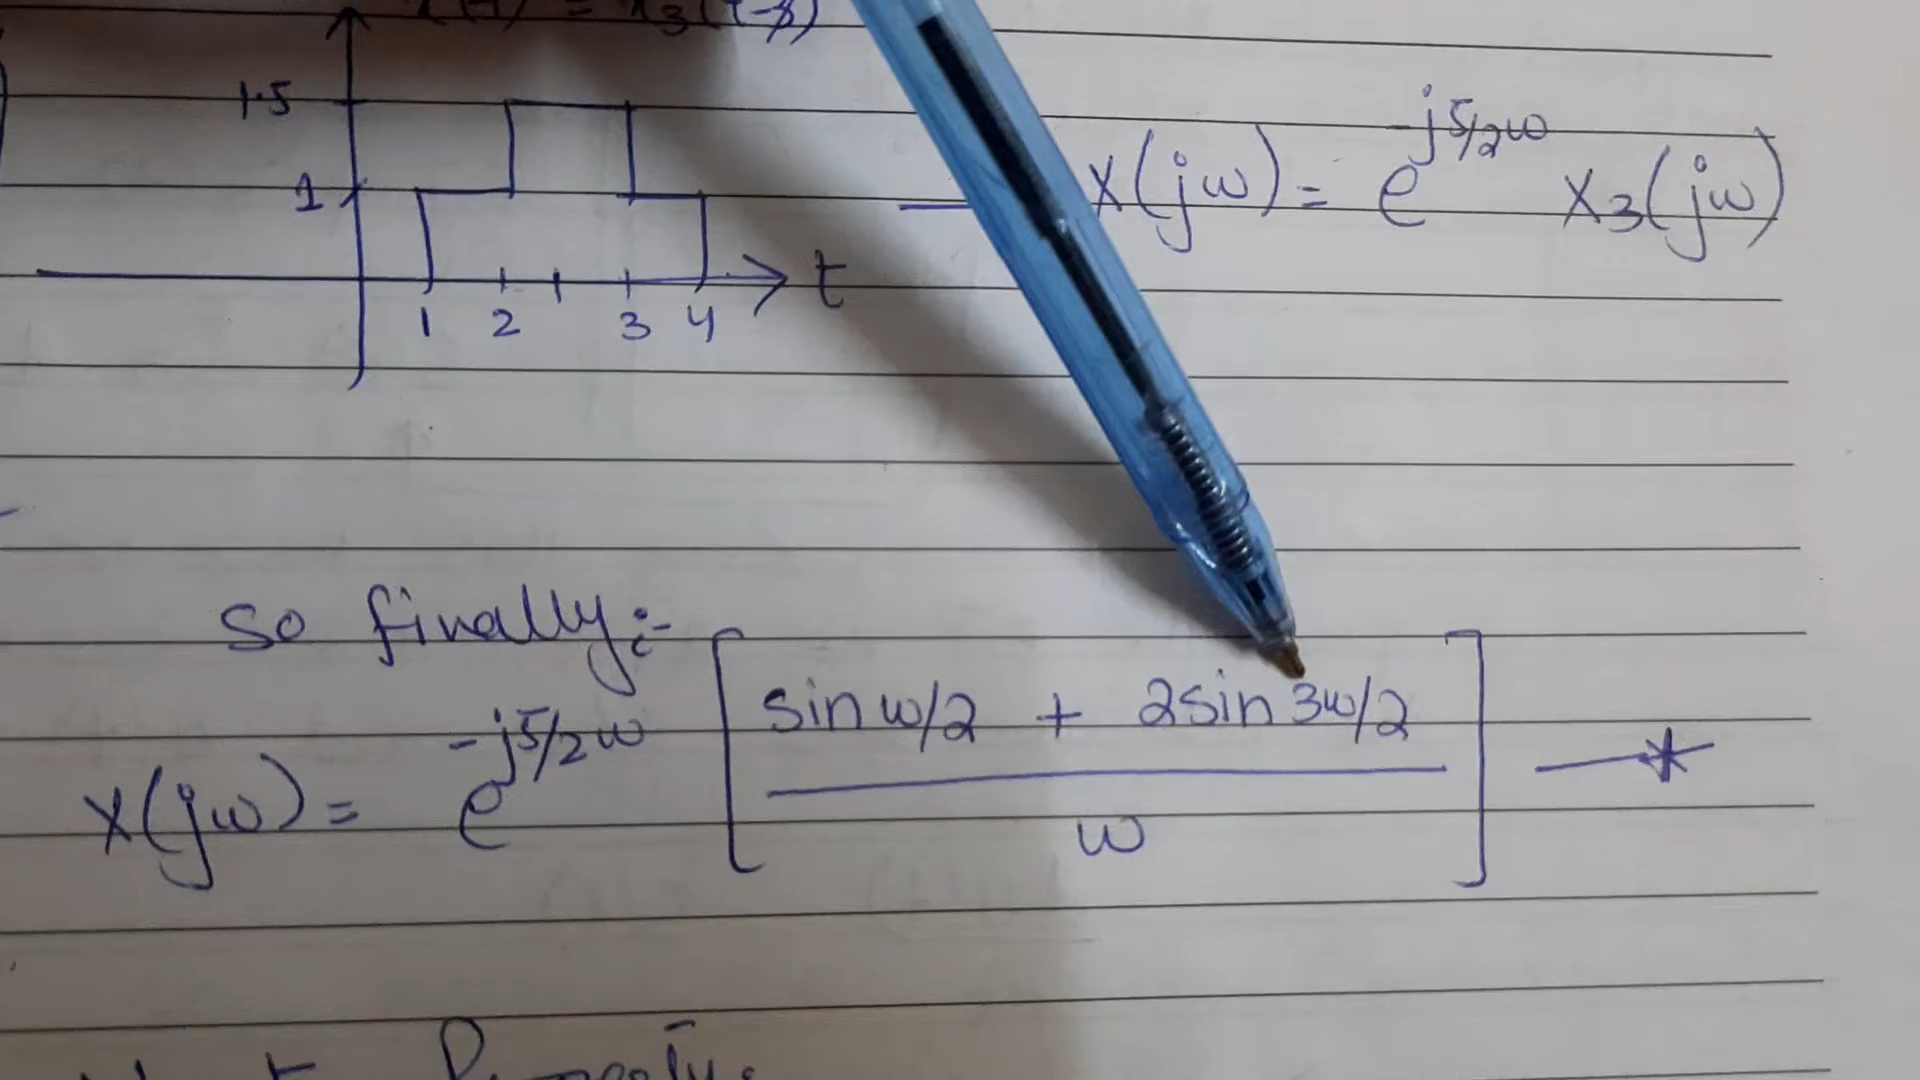 1.5
1
1 2 3 4 t
X(jω) = e^{-j5/2ω} X3(jω)
So finally:-
X(jω) = e^{-j5/2ω} [ (sin ω/2 + 2sin 3ω/2) / ω ]